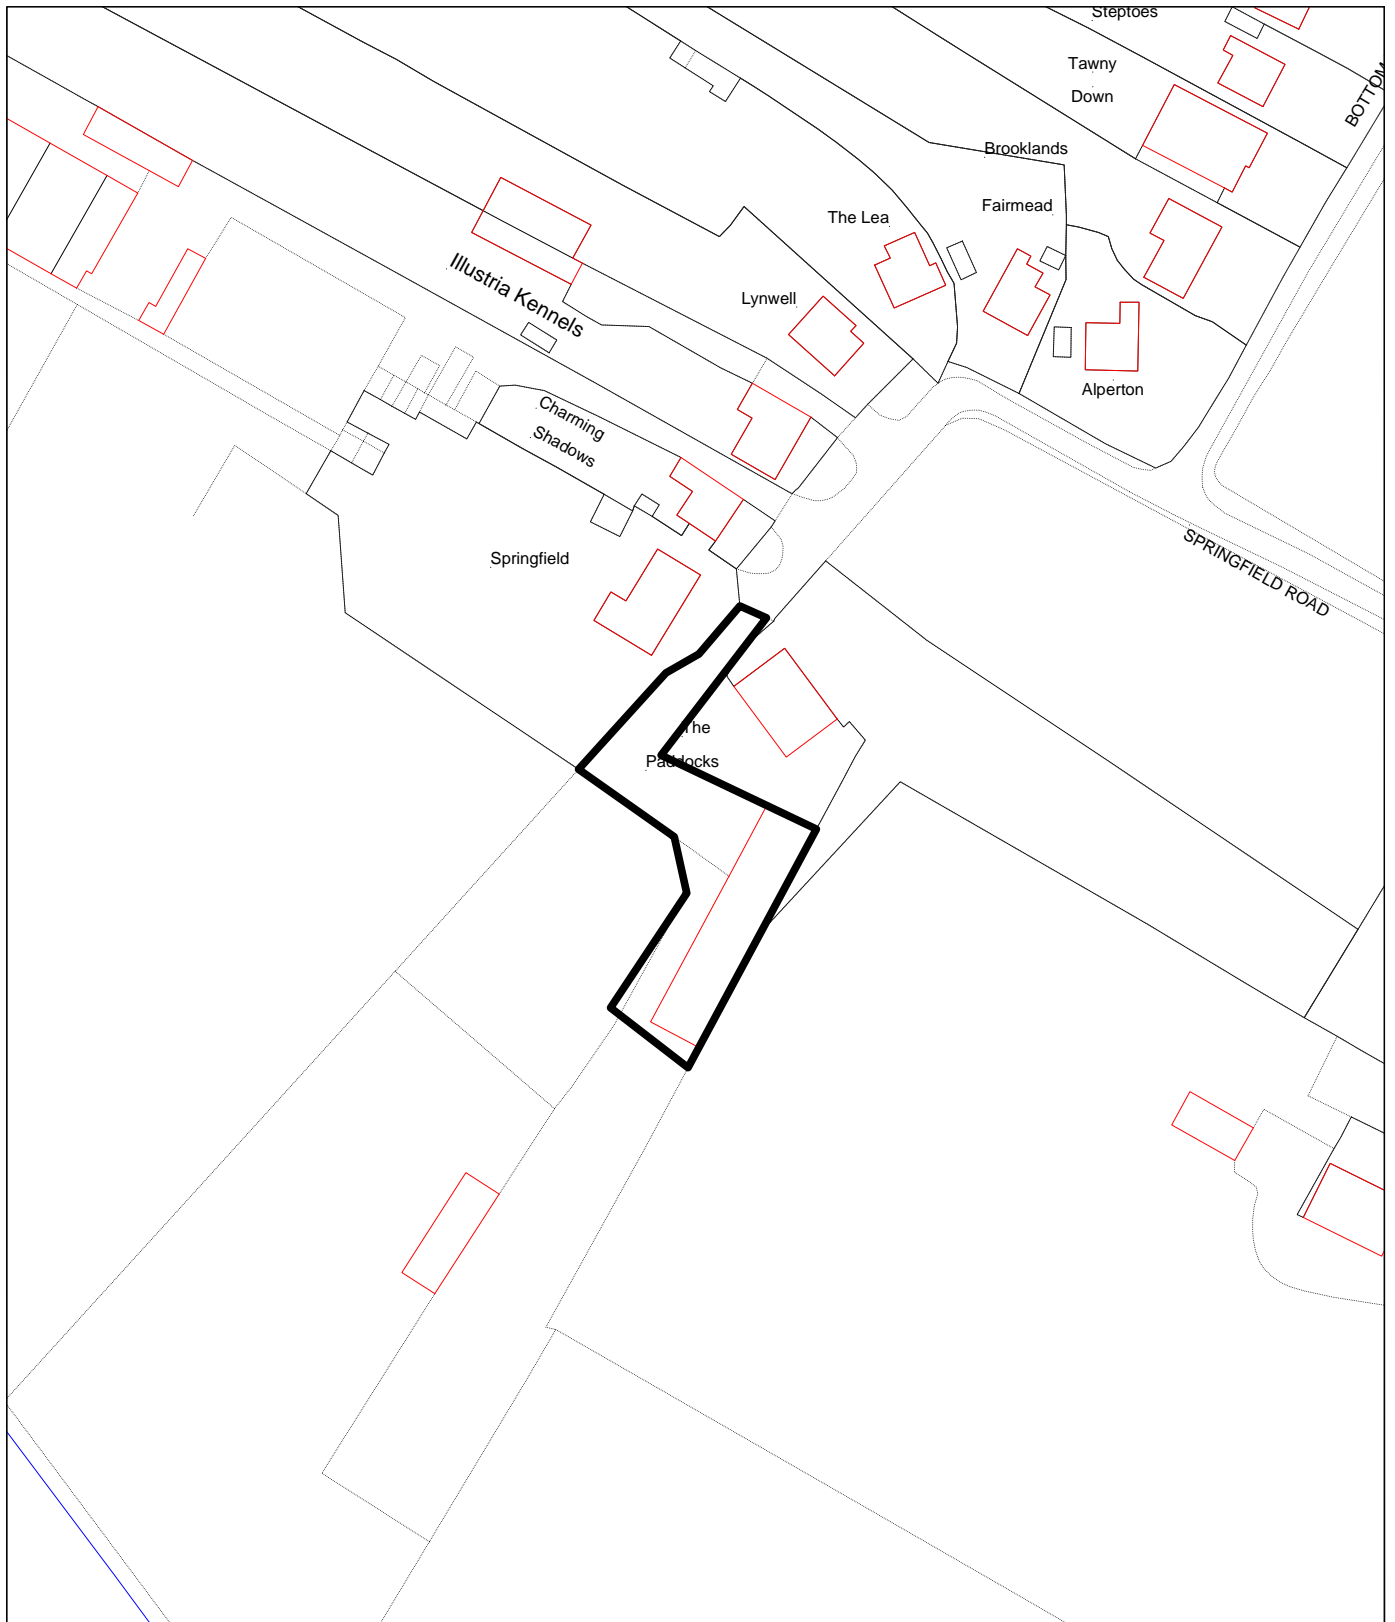 Steptoes
Tawny
Down
BOTTOM
Brooklands
Fairmead
The Lea
Illustria Kennels
Lynwell
Alperton
Charming
Shadows
SPRINGFIELD ROAD
Springfield
The
Paddocks